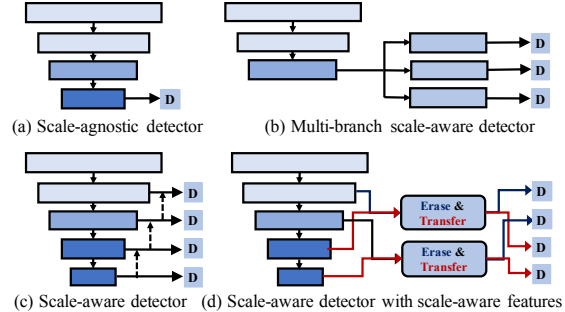 D
(a) Scale-agnostic detector
D
D
D
(b) Multi-branch scale-aware detector
D
D
D
D
(c) Scale-aware detector
Erase &
Transfer
Erase &
Transfer
D
D
D
D
(d) Scale-aware detector with scale-aware features